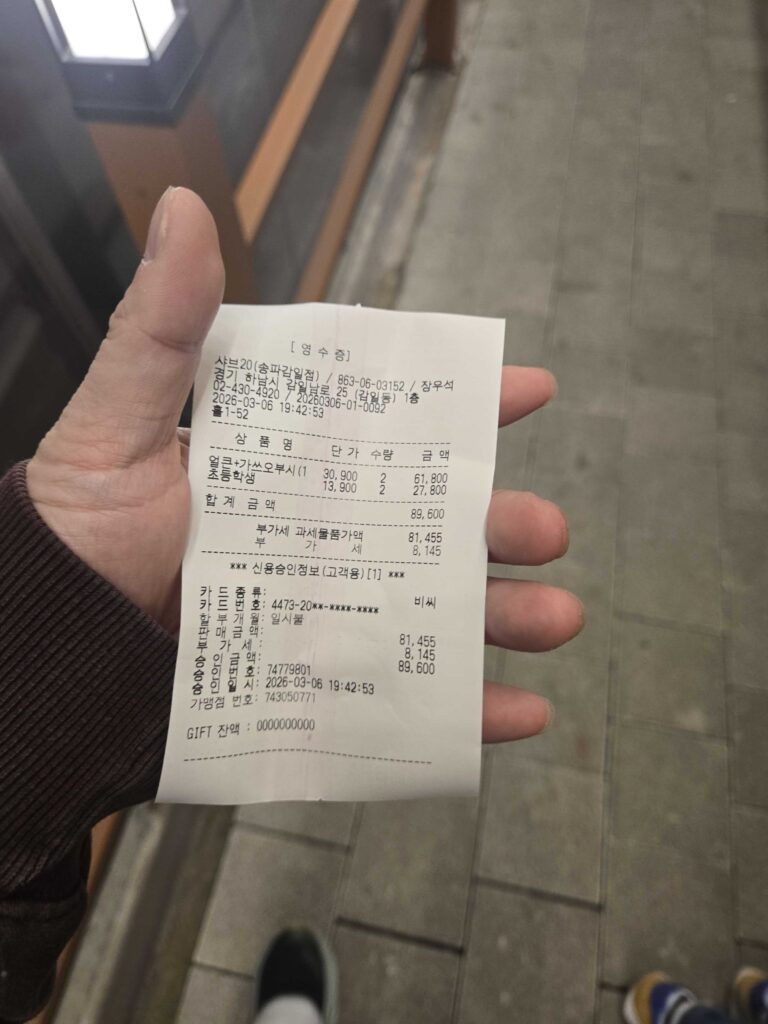 [영수증]
샤브20(송파감일점) / 863-06-03152 / 장우석
경기 하남시 감일남로 25 (감일동) 1층
02-430-4920 / 20260306-01-0092
2026-03-06 19:42:53
홀1-52
상 품 명 단 가 수량 금 액
얼큰+가쓰오부시(1 30,900 2 61,800
초등학생 13,900 2 27,800
합 계 금 액 89,600
부가세 과세물품가액 81,455
부 가 세 8,145
*** 신용승인정보(고객용)[1] ***
카 드 종 류: 비씨
카 드 번 호: 4473-20**-****-****
할 부 개 월: 일시불
판 매 금 액: 81,455
부 가 세 : 8,145
승 인 금 액: 89,600
승 인 번 호: 74779801
승 인 일 시: 2026-03-06 19:42:53
가맹점 번호: 743050771
GIFT 잔액 : 0000000000